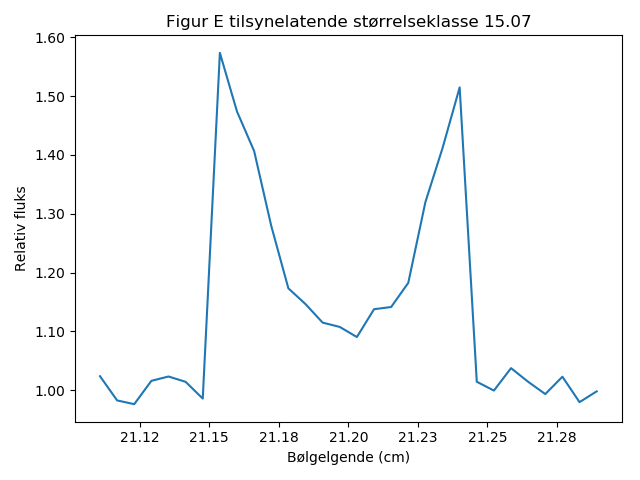 Figur E tilsynelatende størrelseklasse 15.07
1.60
1.50
1.40
1.30
1.20
1.10
1.00
Relativ fluks
21.12 21.15 21.18 21.20 21.23 21.25 21.28
Bølgelgende (cm)